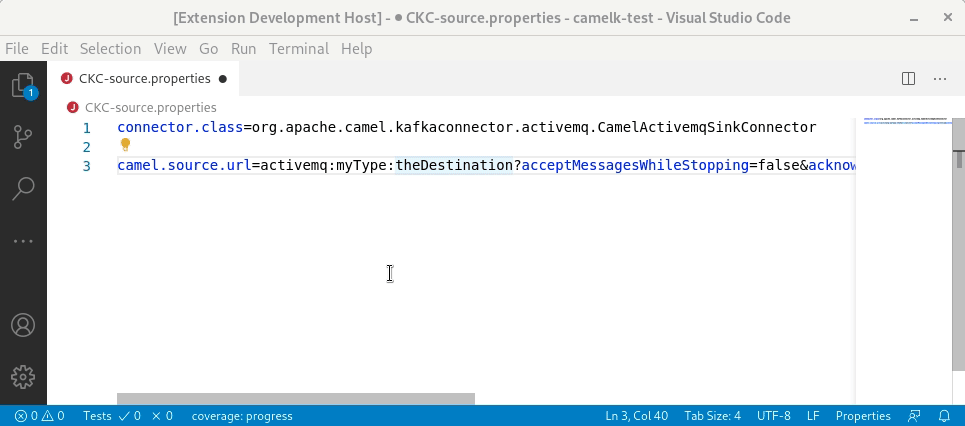 [Extension Development Host] - ● CKC-source.properties - camelk-test - Visual Studio Code
File Edit Selection View Go Run Terminal Help
J CKC-source.properties ●
J CKC-source.properties
1 connector.class=org.apache.camel.kafkaconnector.activemq.CamelActivemqSinkConnector
2
3 camel.source.url=activemq:myType:theDestination?acceptMessagesWhileStopping=false&acknow
1
0 0 Tests ✓ 0 × 0 coverage: progress Ln 3, Col 40 Tab Size: 4 UTF-8 LF Properties